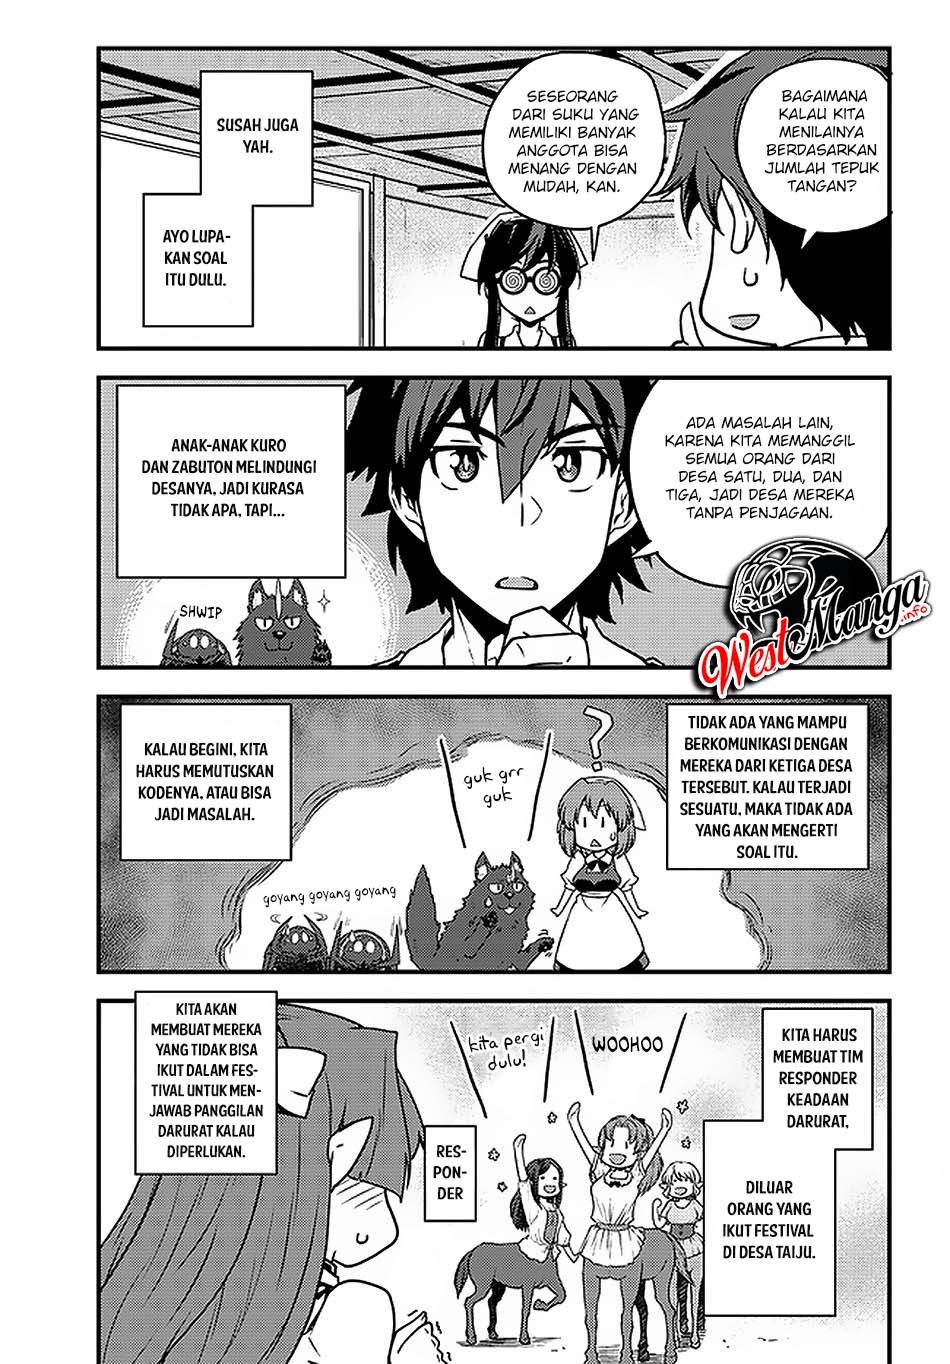 BAGAIMANA
KALAU KITA
MENILAINYA
BERDASARKAN
JUMLAH TEPUK
TANGAN?
SESEORANG
DARI SUKU YANG
MEMILIKI BANYAK
ANGGOTA BISA
MENANG DENGAN
MUDAH, KAN.
SUSAH JUGA
YAH.
AYO LUPA-
KAN SOAL
ITU DULU.
ADA MASALAH LAIN,
KARENA KITA MEMANGGIL
SEMUA ORANG DARI
DESA SATU, DUA, DAN
TIGA, JADI DESA MEREKA
TANPA PENJAGAAN.
ANAK-ANAK KURO
DAN ZABUTON MELINDUNGI
DESANYA, JADI KURASA
TIDAK APA, TAPI...
SHWIP
WestManga
.info
TIDAK ADA YANG MAMPU
BERKOMUNIKASI DENGAN
MEREKA DARI KETIGA DESA
TERSEBUT. KALAU TERJADI
SESUATU, MAKA TIDAK ADA
YANG AKAN MENGERTI
SOAL ITU.
?
guk grr
guk
KALAU BEGINI, KITA
HARUS MEMUTUSKAN
KODENYA, ATAU BISA
JADI MASALAH.
goyang goyang goyang
KITA HARUS
MEMBUAT TIM
RESPONDER
KEADAAN
DARURAT,
DILUAR
ORANG YANG
IKUT FESTIVAL
DI DESA TAIJU.
WOOHOO
kita pergi
dulu!
RES-
PON-
DER
KITA AKAN
MEMBUAT MEREKA
YANG TIDAK BISA
IKUT DALAM FES-
TIVAL UNTUK MEN-
JAWAB PANGGILAN
DARURAT KALAU
DIPERLUKAN.